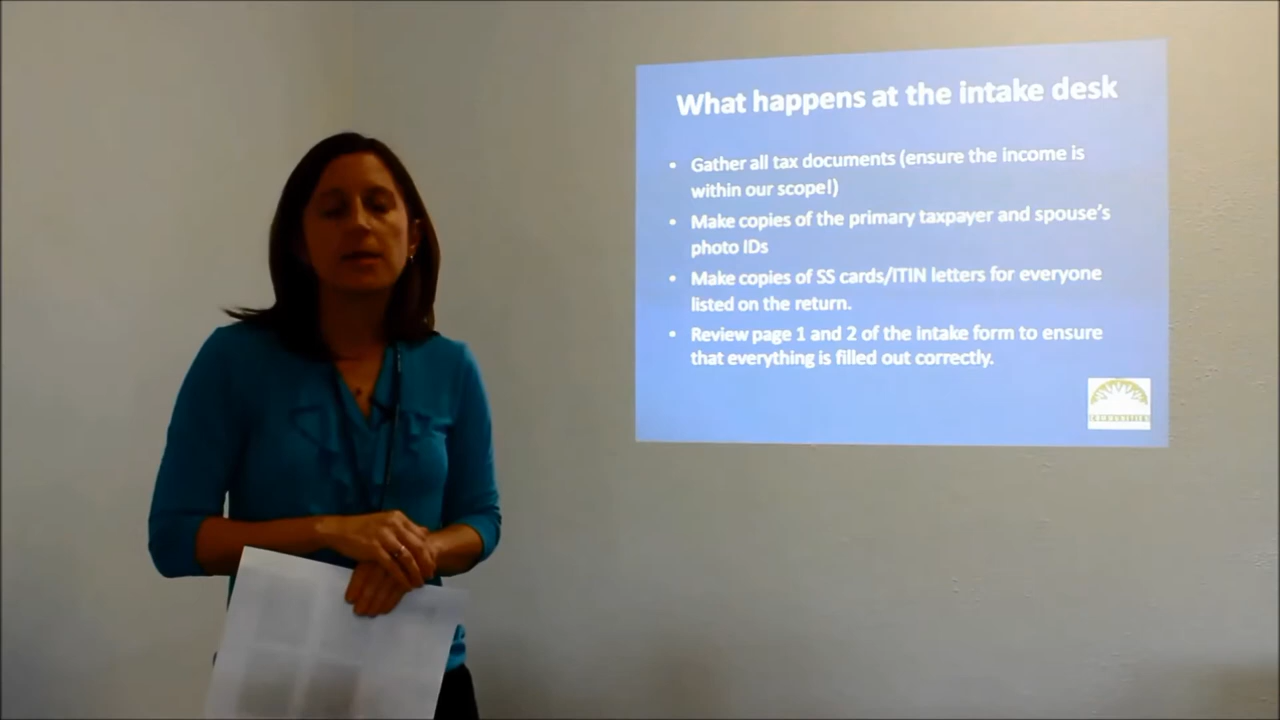 What happens at the intake desk
• Gather all tax documents (ensure the income is
within our scope!)
• Make copies of the primary taxpayer and spouse's
photo IDs
• Make copies of SS cards/ITIN letters for everyone
listed on the return.
• Review page 1 and 2 of the intake form to ensure
that everything is filled out correctly.
COMMUNITIES